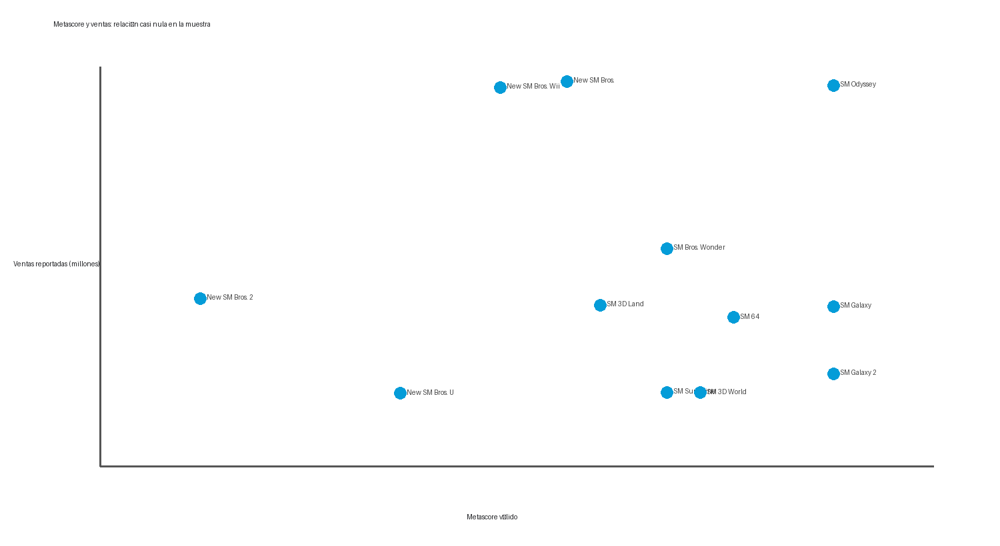 Metascore y ventas: relaci▯n casi nula en la muestra
New SM Bros. Wii
New SM Bros.
SM Odyssey
SM Bros. Wonder
Ventas reportadas (millones)
New SM Bros. 2
SM 3D Land
SM Galaxy
SM 64
SM Galaxy 2
New SM Bros. U
SM
SM 3D World
Metascore v▯lido